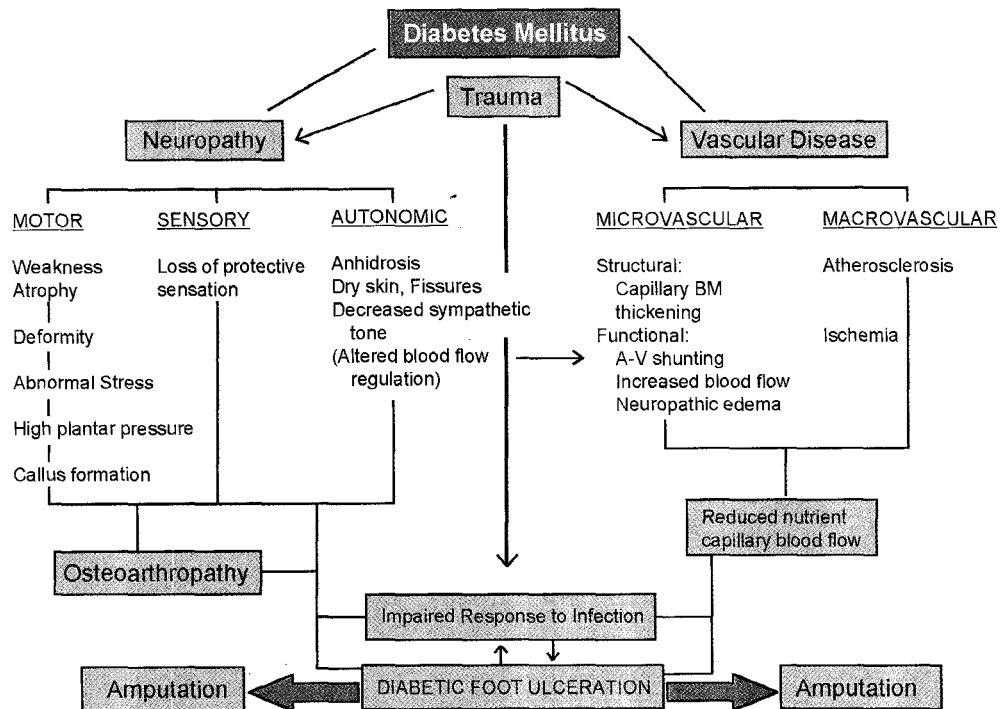 Diabetes Mellitus
Trauma
Neuropathy
Vascular Disease
MOTOR
Weakness
Atrophy
Deformity
Abnormal Stress
High plantar pressure
Callus formation
SENSORY
Loss of protective
sensation
AUTONOMIC
Anhidrosis
Dry skin, Fissures
Decreased sympathetic
tone
(Altered blood flow
regulation)
MICROVASCULAR
Structural:
Capillary BM
thickening
Functional:
A-V shunting
Increased blood flow
Neuropathic edema
MACROVASCULAR
Atherosclerosis
Ischemia
Reduced nutrient
capillary blood flow
Osteoarthropathy
Impaired Response to Infection
Amputation
DIABETIC FOOT ULCERATION
Amputation